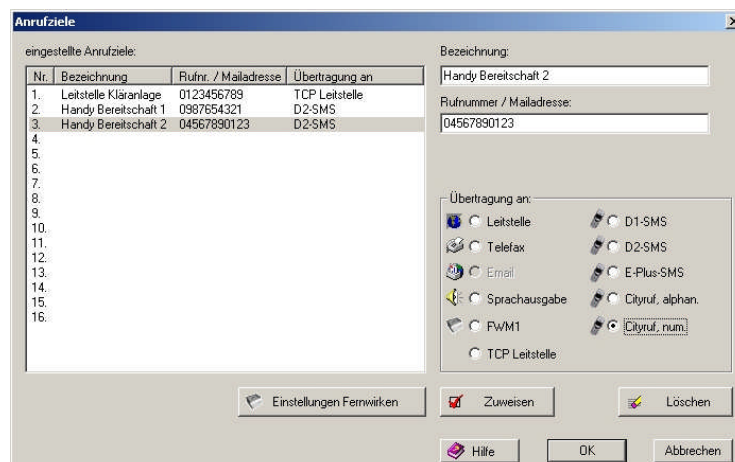 Anrufziele
eingestellte Anrufziele:
Nr. Bezeichnung Rufnr. / Mailadresse Übertragung an
1. Leitstelle Kläranlage 0123456789 TCP Leitstelle
2. Handy Bereitschaft 1 0987654321 D2-SMS
3. Handy Bereitschaft 2 04567890123 D2-SMS
4.
5.
6.
7.
8.
9.
10.
11.
12.
13.
14.
15.
16.
Einstellungen Fernwirken
Bezeichnung:
Handy Bereitschaft 2
Rufnummer / Mailadresse:
04567890123
Übertragung an:
Leitstelle D1-SMS
Telefax D2-SMS
Email E-Plus-SMS
Sprachausgabe Cityruf, alphan.
FWM1 Cityruf, num.
TCP Leitstelle
Zuweisen Löschen
Hilfe OK Abbrechen